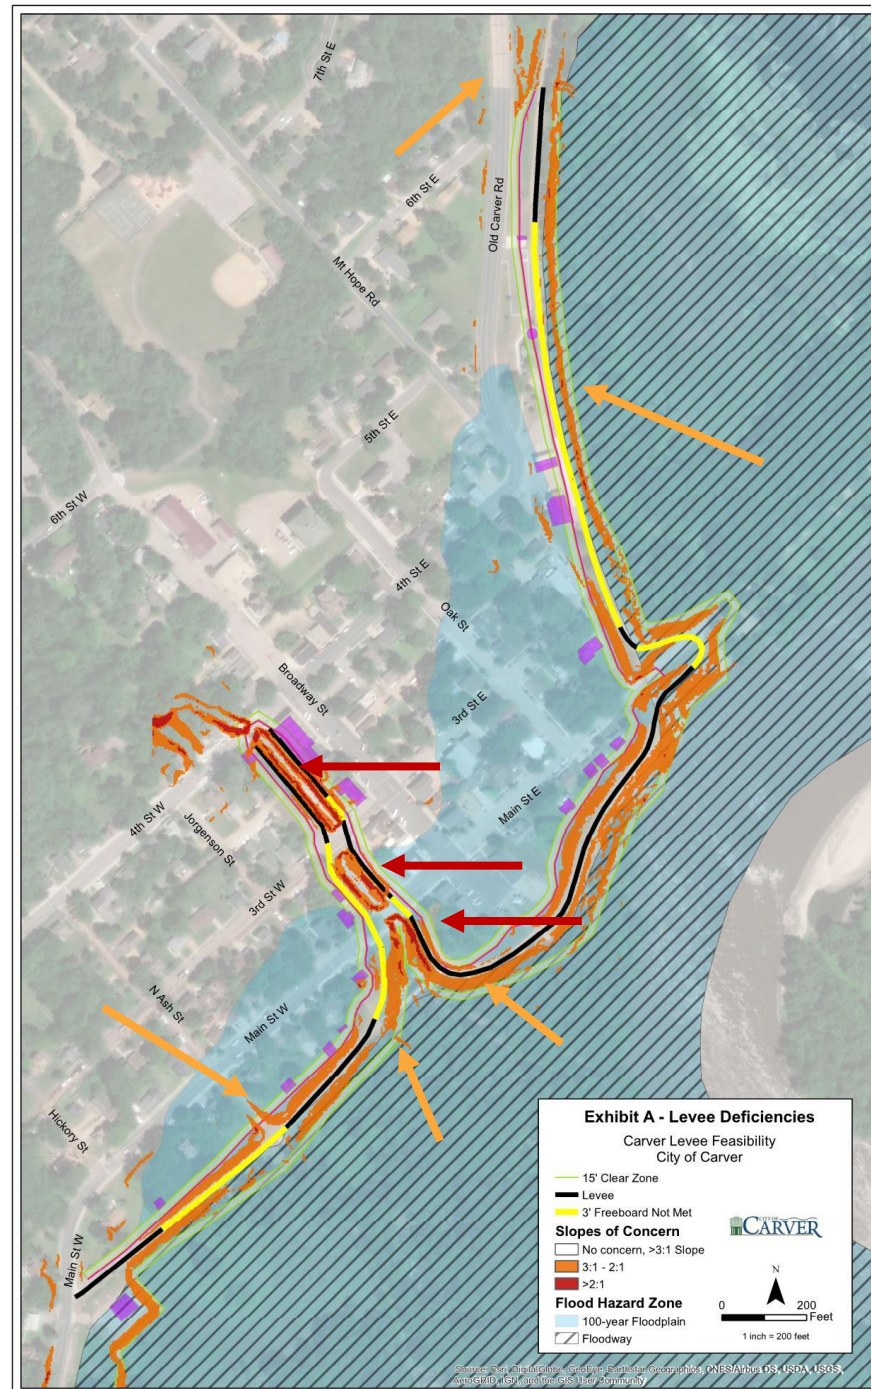 7th St E
6th St E
Old Carver Rd
Mt Hope Rd
5th St E
6th St W
4th St E
Oak St
Broadway St
3rd St E
Main St E
4th St W
Jorgenson St
3rd St W
N Ash St
Main St W
Hickory St
Main St W
Exhibit A - Levee Deficiencies
Carver Levee Feasibility
City of Carver
15' Clear Zone
Levee
3' Freeboard Not Met
Slopes of Concern
No concern, >3:1 Slope
3:1 - 2:1
>2:1
Flood Hazard Zone
100-year Floodplain
Floodway
CITY OF
CARVER
N
0 200
Feet
1 inch = 200 feet
Source: Esri, DigitalGlobe, GeoEye, Earthstar Geographics, CNES/Airbus DS, USDA, USGS,
AeroGRID, IGN, and the GIS User Community